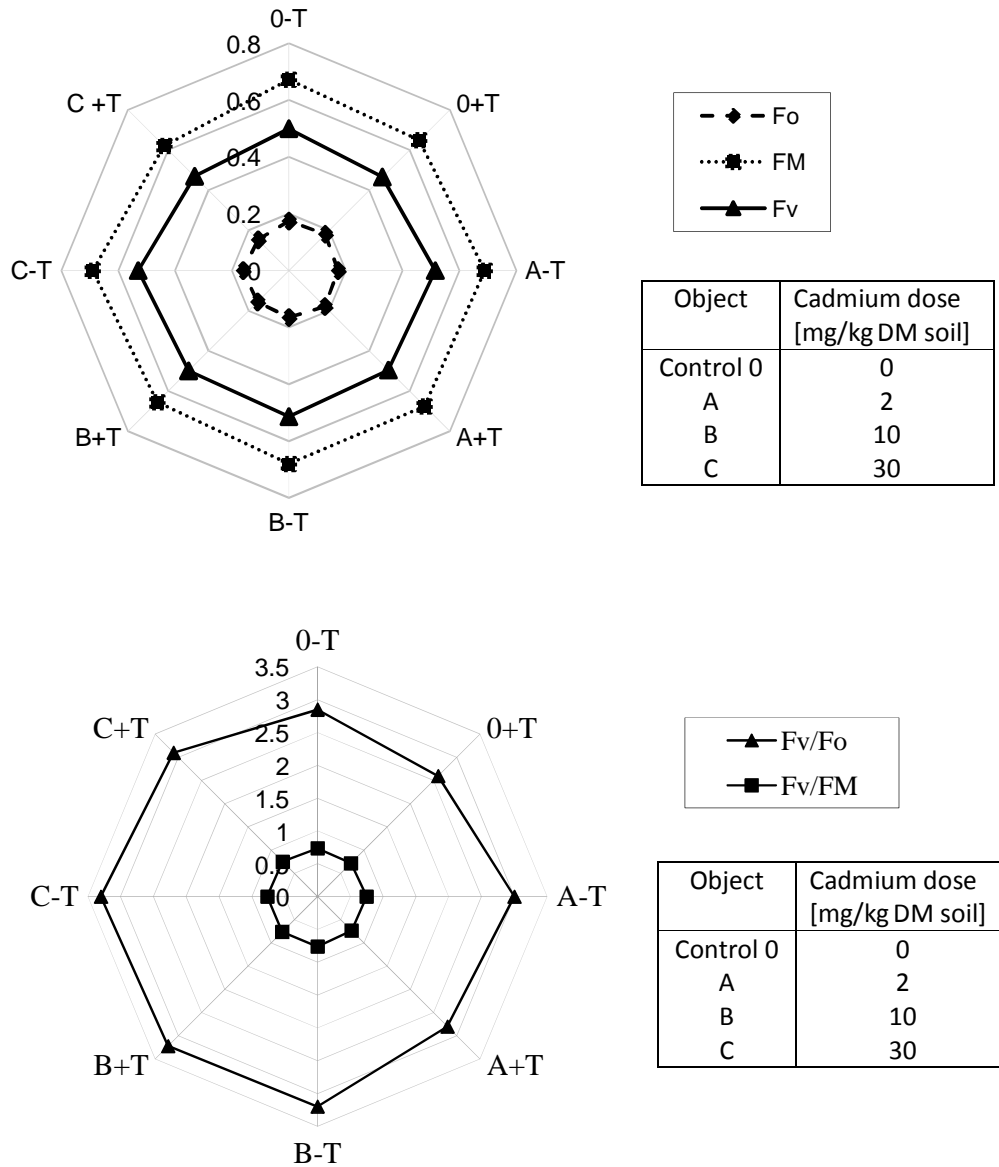 0-T
0.8
0.6
0.4
0.2
0
0+T
A-T
A+T
B-T
B+T
C-T
C +T
Fo
FM
Fv
Object Cadmium dose
[mg/kg DM soil]
Control 0 0
A 2
B 10
C 30
0-T
3.5
3
2.5
2
1.5
1
0.5
0
0+T
A-T
A+T
B-T
B+T
C-T
C+T
Fv/Fo
Fv/FM
Object Cadmium dose
[mg/kg DM soil]
Control 0 0
A 2
B 10
C 30